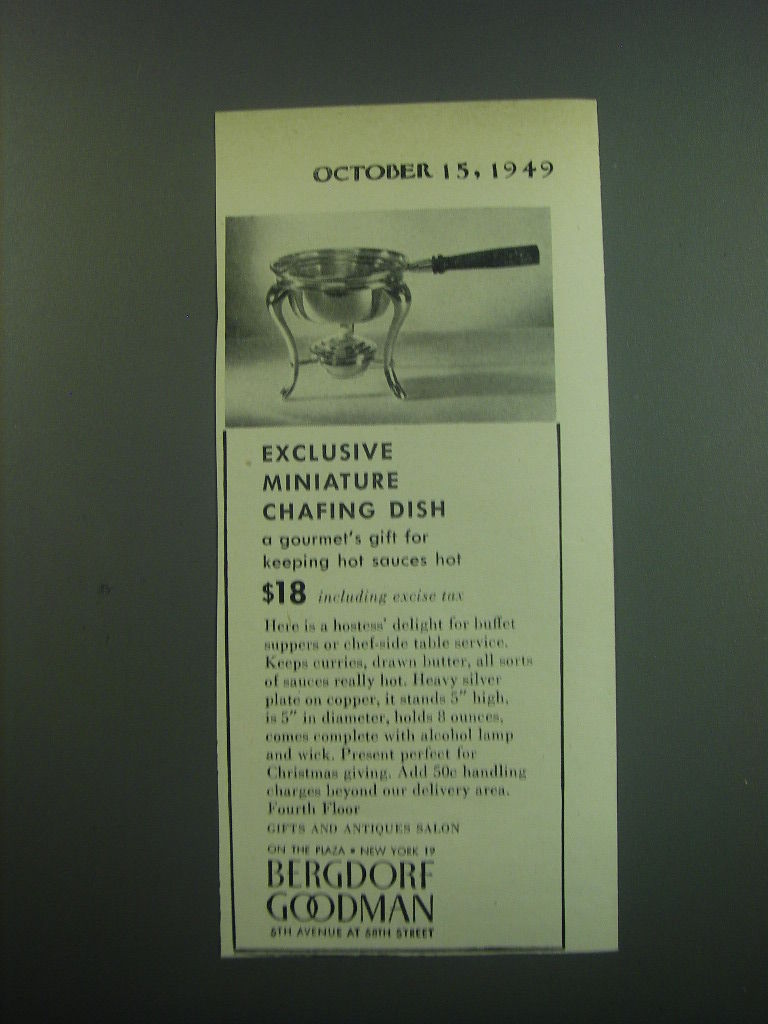 OCTOBER 15, 1949
EXCLUSIVE
MINIATURE
CHAFING DISH
a gourmet's gift for
keeping hot sauces hot
$18 including excise tax
Here is a hostess' delight for buffet
suppers or chef-side table service.
Keeps curries, drawn butter, all sorts
of sauces really hot. Heavy silver
plate on copper, it stands 5" high,
is 5" in diameter, holds 8 ounces,
comes complete with alcohol lamp
and wick. Present perfect for
Christmas giving. Add 50c handling
charges beyond our delivery area.
Fourth Floor
GIFTS AND ANTIQUES SALON
ON THE PLAZA • NEW YORK 19
BERGDORF
GOODMAN
5TH AVENUE AT 58TH STREET